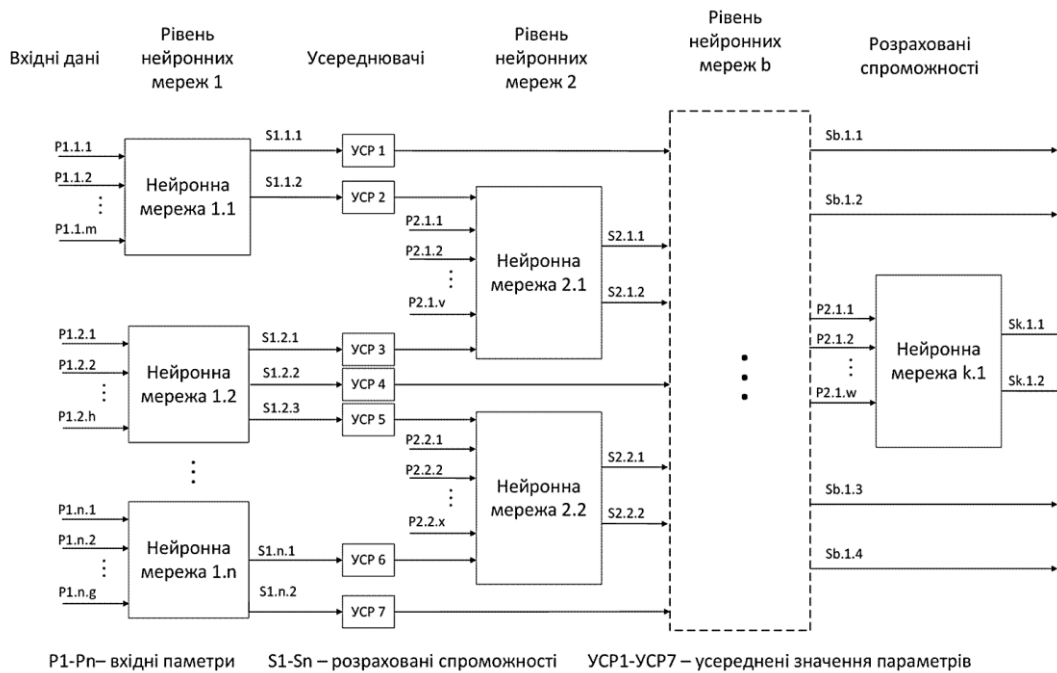 Вхідні дані
Рівень
нейронних
мереж 1
Усереднювачі
Рівень
нейронних
мереж 2
Рівень
нейронних
мереж b
Розраховані
спроможності
P1.1.1
P1.1.2
P1.1.m
Нейронна
мережа 1.1
S1.1.1
S1.1.2
УСР 1
УСР 2
P2.1.1
P2.1.2
P2.1.v
Нейронна
мережа 2.1
S2.1.1
S2.1.2
P1.2.1
P1.2.2
P1.2.h
Нейронна
мережа 1.2
S1.2.1
S1.2.2
S1.2.3
УСР 3
УСР 4
УСР 5
P2.2.1
P2.2.2
P2.2.x
Нейронна
мережа 2.2
S2.2.1
S2.2.2
P1.n.1
P1.n.2
P1.n.g
Нейронна
мережа 1.n
S1.n.1
S1.n.2
УСР 6
УСР 7
Sb.1.1
Sb.1.2
P2.1.1
P2.1.2
P2.1.w
Нейронна
мережа k.1
Sk.1.1
Sk.1.2
Sb.1.3
Sb.1.4
P1-Pn– вхідні паметри S1-Sn – розраховані спроможності УСР1-УСР7 – усереднені значення параметрів